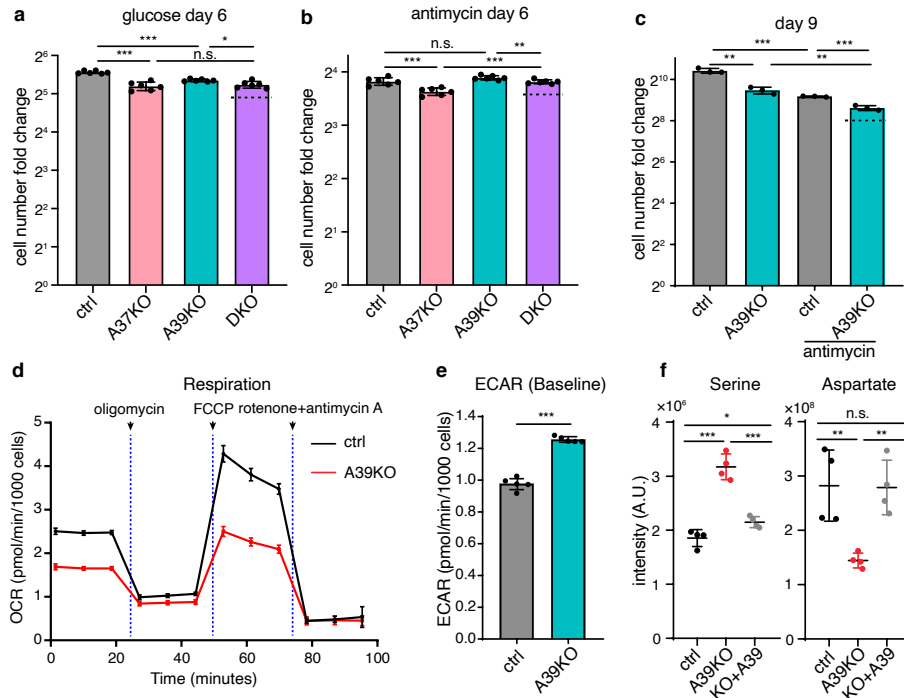 a
glucose day 6
cell number fold change
2⁶
2⁵
2⁴
2³
2²
2¹
2⁰
***
*
***
n.s.
ctrl
A37KO
A39KO
DKO
b
antimycin day 6
cell number fold change
2⁴
2³
2²
2¹
2⁰
n.s.
**
***
***
ctrl
A37KO
A39KO
DKO
c
day 9
cell number fold change
2¹⁰
2⁸
2⁶
2⁴
2²
2⁰
***
***
**
**
ctrl
A39KO
ctrl
A39KO
antimycin
d
Respiration
oligomycin
FCCP
rotenone+antimycin A
ctrl
A39KO
OCR (pmol/min/1000 cells)
5
4
3
2
1
0
0
20
40
60
80
100
Time (minutes)
e
ECAR (Baseline)
ECAR (pmol/min/1000 cells)
1.4
1.2
1.0
0.8
0.6
0.4
0.2
0
***
ctrl
A39KO
f
Serine
×10⁶
intensity (A.U.)
4
3
2
1
0
*
***
***
ctrl
A39KO
KO+A39
Aspartate
×10⁸
4
3
2
1
0
n.s.
**
**
ctrl
A39KO
KO+A39